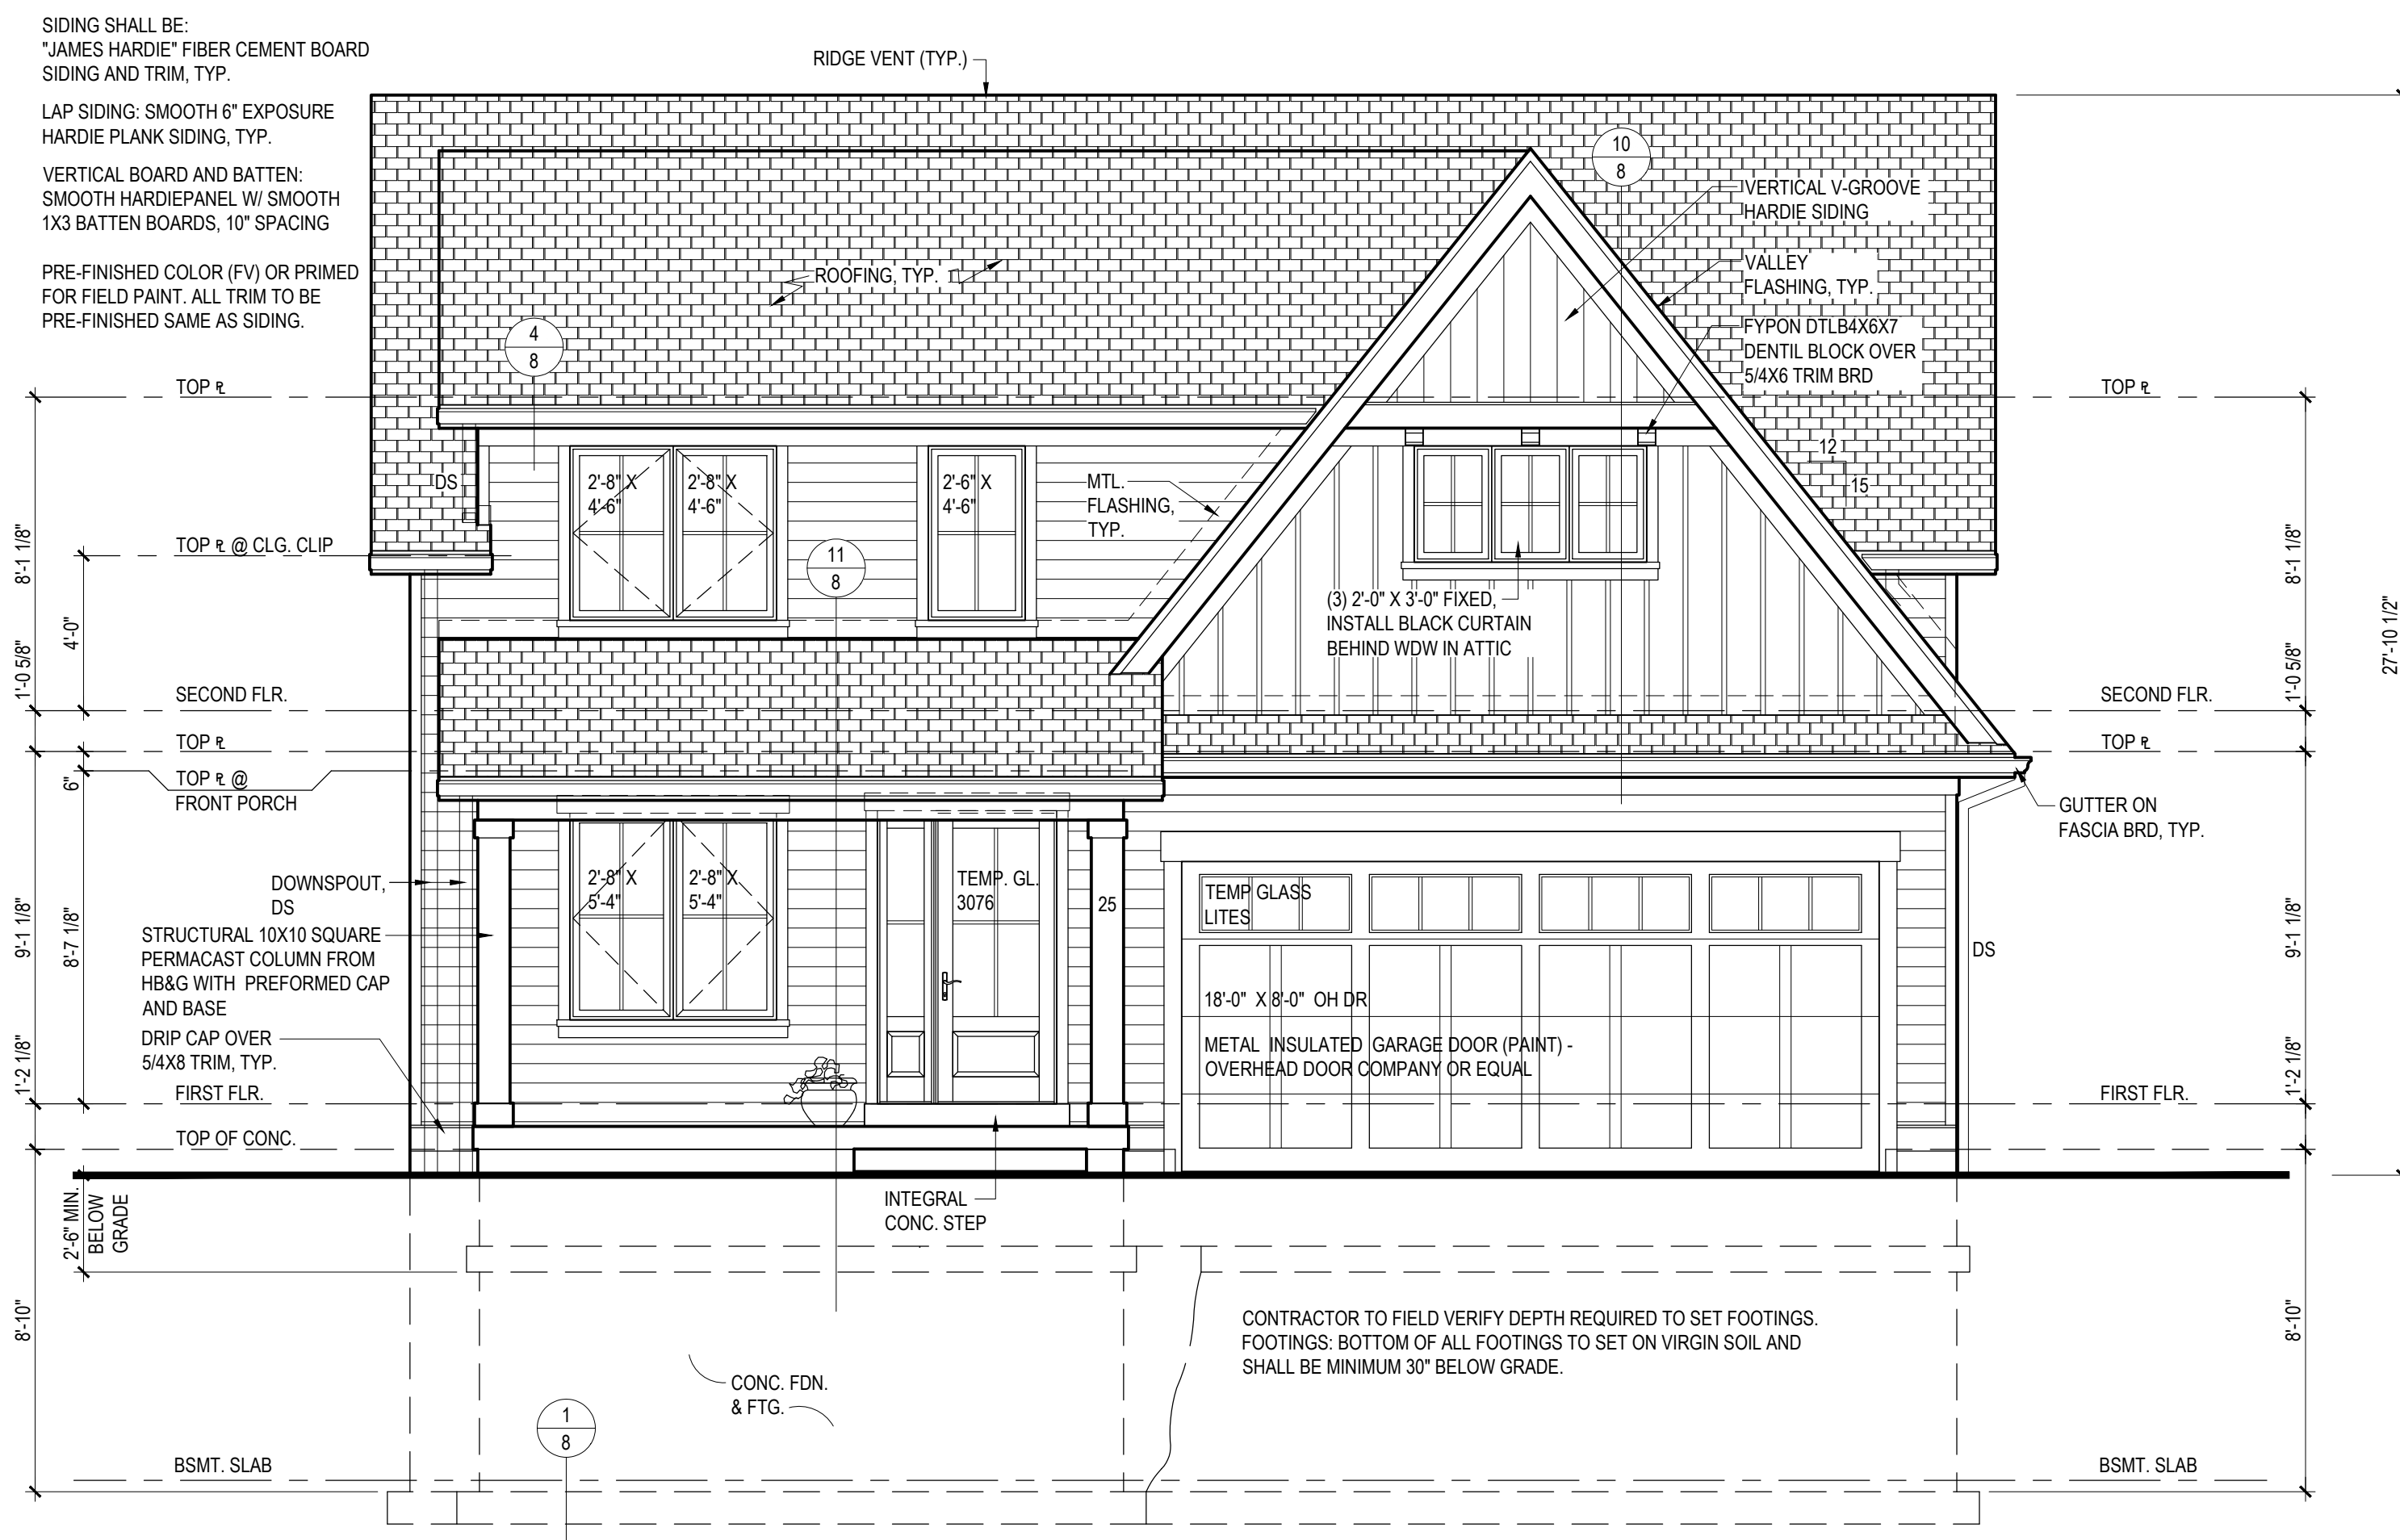 SIDING SHALL BE:
"JAMES HARDIE" FIBER CEMENT BOARD
SIDING AND TRIM, TYP.
LAP SIDING: SMOOTH 6" EXPOSURE
HARDIE PLANK SIDING, TYP.
VERTICAL BOARD AND BATTEN:
SMOOTH HARDIEPANEL W/ SMOOTH
1X3 BATTEN BOARDS, 10" SPACING
PRE-FINISHED COLOR (FV) OR PRIMED
FOR FIELD PAINT. ALL TRIM TO BE
PRE-FINISHED SAME AS SIDING.
RIDGE VENT (TYP.)
10
8
VERTICAL V-GROOVE
HARDIE SIDING
VALLEY
FLASHING, TYP.
FYPON DTLB4X6X7
DENTIL BLOCK OVER
5/4X6 TRIM BRD
ROOFING, TYP.
4
8
TOP ⅊
TOP ⅊
12
15
DS
2'-8" X
4'-6"
2'-8" X
4'-6"
2'-6" X
4'-6"
MTL.
FLASHING,
TYP.
TOP ⅊ @ CLG. CLIP
11
8
8'-1 1/8"
4'-0"
1'-0 5/8"
8'-1 1/8"
1'-0 5/8"
27'-10 1/2"
(3) 2'-0" X 3'-0" FIXED,
INSTALL BLACK CURTAIN
BEHIND WDW IN ATTIC
SECOND FLR.
SECOND FLR.
TOP ⅊
TOP ⅊
6"
TOP ⅊ @
FRONT PORCH
GUTTER ON
FASCIA BRD, TYP.
DOWNSPOUT,
DS
STRUCTURAL 10X10 SQUARE
PERMACAST COLUMN FROM
HB&G WITH PREFORMED CAP
AND BASE
DRIP CAP OVER
5/4X8 TRIM, TYP.
9'-1 1/8"
8'-7 1/8"
1'-2 1/8"
2'-8" X
5'-4"
2'-8" X
5'-4"
TEMP. GL.
3076
25
TEMP GLASS
LITES
18'-0" X 8'-0" OH DR
METAL INSULATED GARAGE DOOR (PAINT) -
OVERHEAD DOOR COMPANY OR EQUAL
DS
9'-1 1/8"
1'-2 1/8"
FIRST FLR.
FIRST FLR.
TOP OF CONC.
2'-6" MIN.
BELOW
GRADE
INTEGRAL
CONC. STEP
8'-10"
8'-10"
CONTRACTOR TO FIELD VERIFY DEPTH REQUIRED TO SET FOOTINGS.
FOOTINGS: BOTTOM OF ALL FOOTINGS TO SET ON VIRGIN SOIL AND
SHALL BE MINIMUM 30" BELOW GRADE.
CONC. FDN.
& FTG.
1
8
BSMT. SLAB
BSMT. SLAB